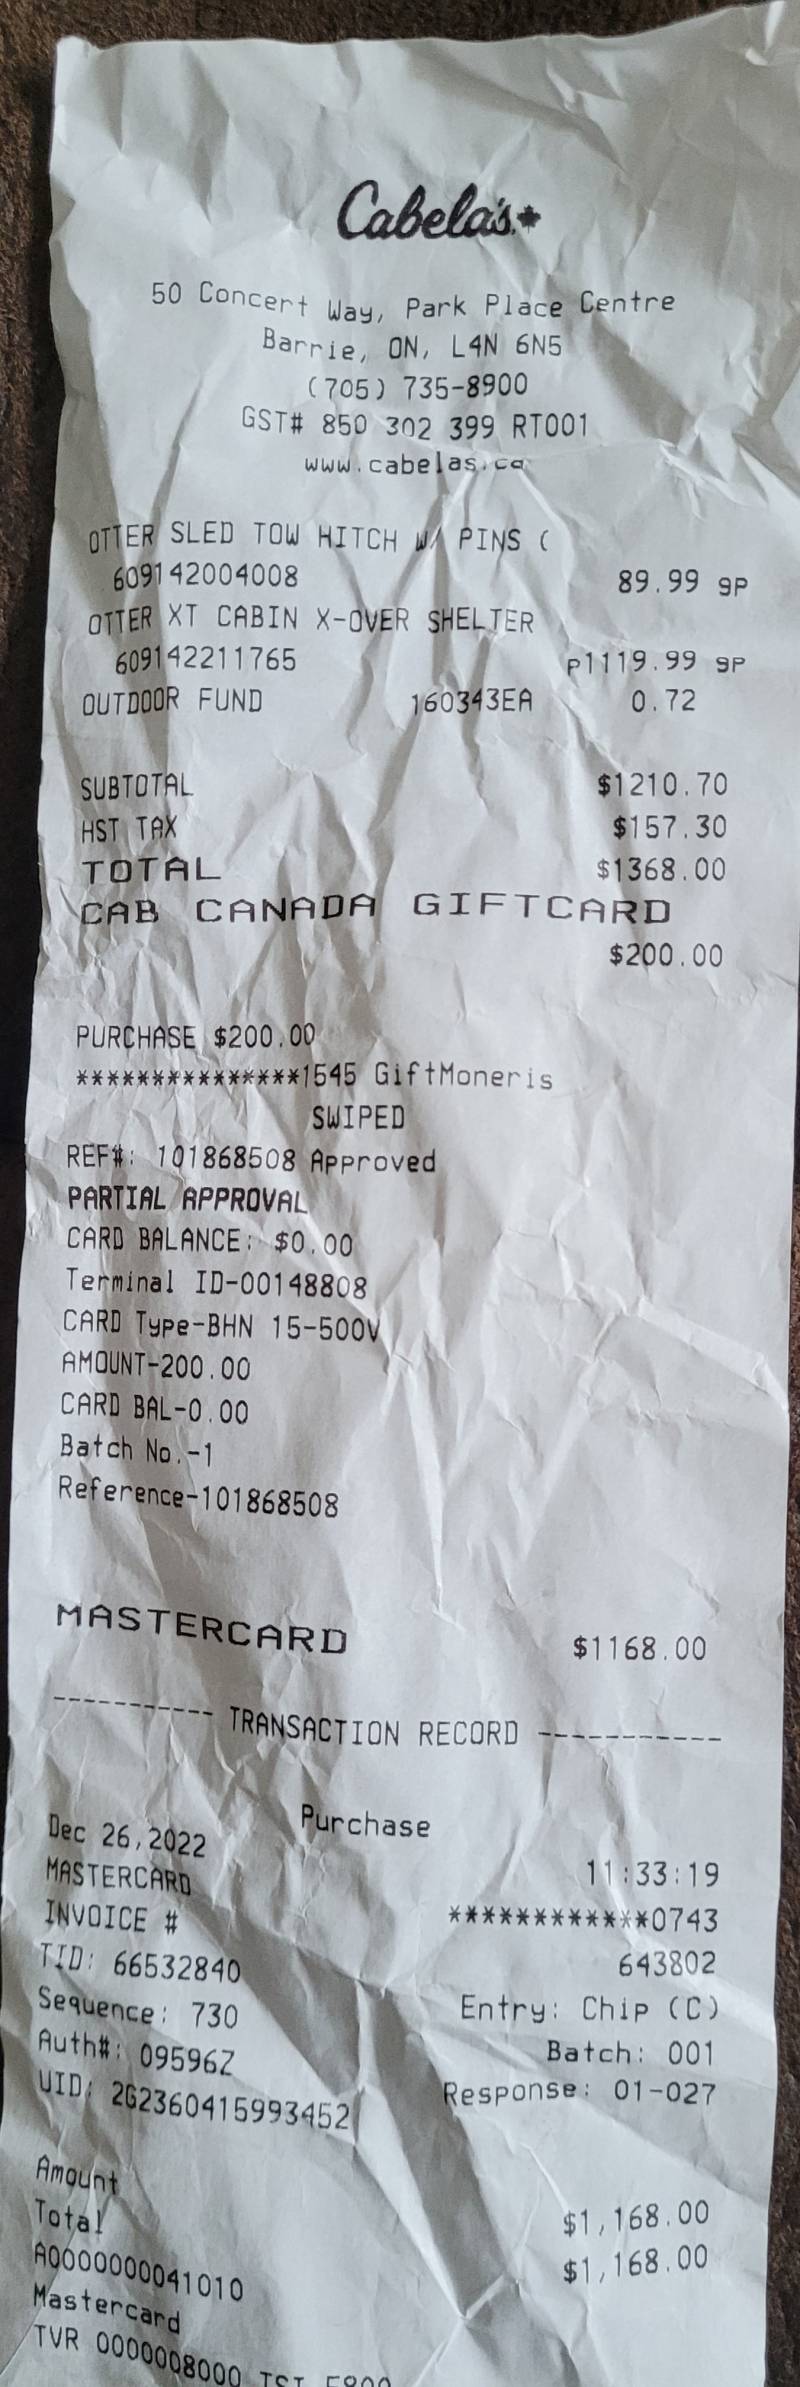 Cabela's
50 Concert Way, Park Place Centre
Barrie, ON, L4N 6N5
(705) 735-8900
GST# 850 302 399 RT001
www.cabelas.ca
OTTER SLED TOW HITCH W/ PINS (
609142004008 89.99 gP
OTTER XT CABIN X-OVER SHELTER
609142211765 P1119.99 gP
OUTDOOR FUND 160343EA 0.72
SUBTOTAL $1210.70
HST TAX $157.30
TOTAL $1368.00
CAB CANADA GIFTCARD
$200.00
PURCHASE $200.00
***************1545 GiftMoneris
SWIPED
REF#: 101868508 Approved
PARTIAL APPROVAL
CARD BALANCE: $0.00
Terminal ID-00148808
CARD Type-BHN 15-500V
AMOUNT-200.00
CARD BAL-0.00
Batch No.-1
Reference-101868508
MASTERCARD $1168.00
----------- TRANSACTION RECORD -----------
Purchase
Dec 26,2022 11:33:19
MASTERCARD ************0743
INVOICE # 643802
TID: 66532840 Entry: Chip (C)
Sequence: 730 Batch: 001
Auth#: 09596Z Response: 01-027
UID: 2G2360415993452
Amount $1,168.00
Total $1,168.00
A0000000041010
Mastercard
TVR 0000008000 TSI E800